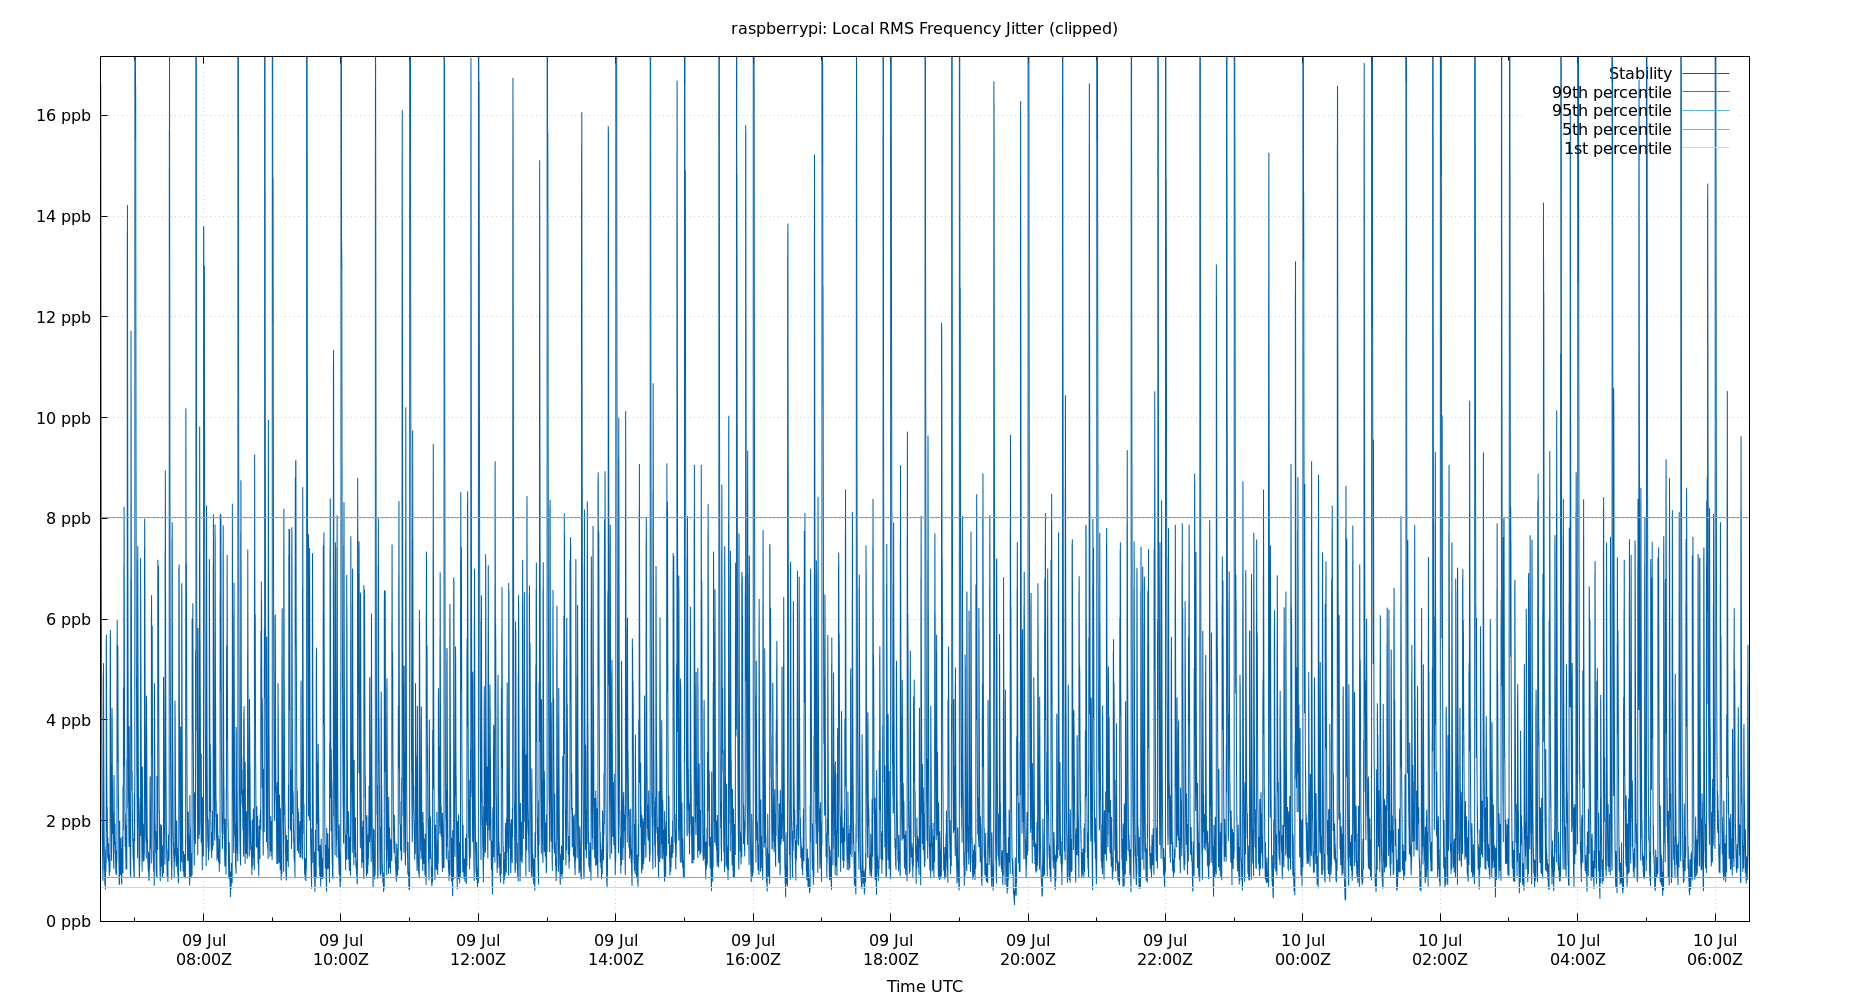 raspberrypi: Local RMS Frequency Jitter (clipped)
Stability
99th percentile
95th percentile
5th percentile
1st percentile
16 ppb
14 ppb
12 ppb
10 ppb
8 ppb
6 ppb
4 ppb
2 ppb
0 ppb
09 Jul 09 Jul 09 Jul 09 Jul 09 Jul 09 Jul 09 Jul 09 Jul 10 Jul 10 Jul 10 Jul 10 Jul
08:00Z 10:00Z 12:00Z 14:00Z 16:00Z 18:00Z 20:00Z 22:00Z 00:00Z 02:00Z 04:00Z 06:00Z
Time UTC